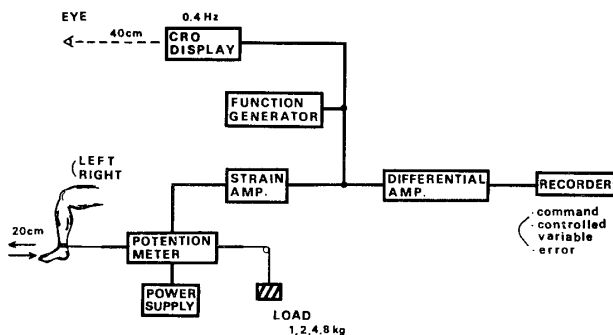 EYE
0.4 Hz
40cm
CRO
DISPLAY
FUNCTION
GENERATOR
LEFT
RIGHT
STRAIN
AMP.
DIFFERENTIAL
AMP.
RECORDER
20cm
POTENTION
METER
· command
· controlled
variable
· error
POWER
SUPPLY
LOAD
1,2,4,8 kg